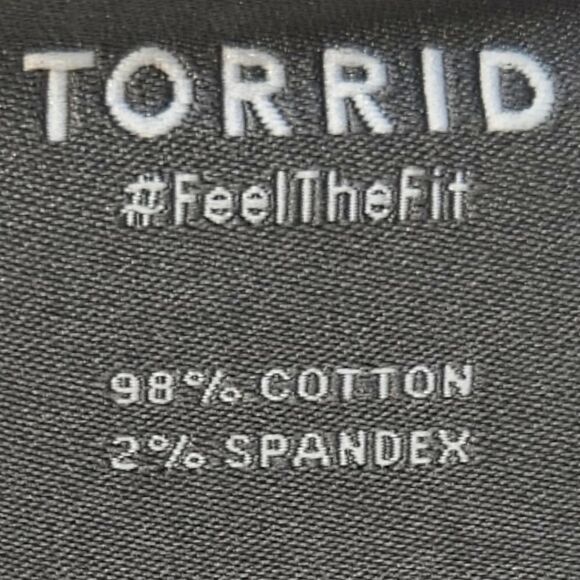 TORRID
#FeelTheFit
98% COTTON
2% SPANDEX